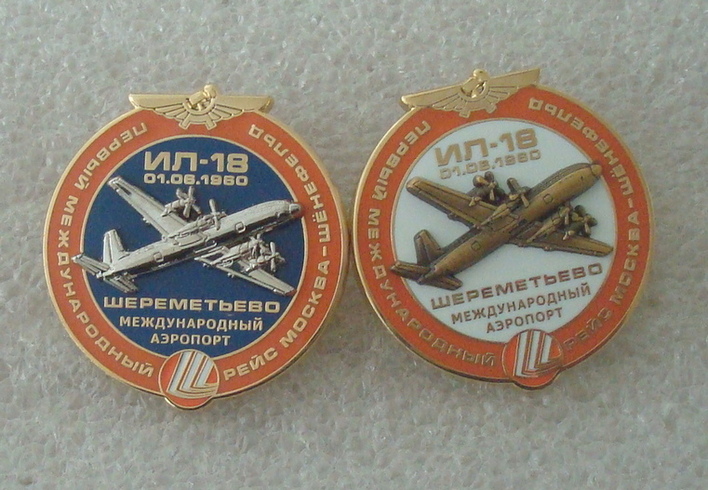 ПЕРВЫЙ МЕЖДУНАРОДНЫЙ РЕЙС МОСКВА-ШЁНЕФЕЛЬД
ИЛ-18
01.06.1960
ШЕРЕМЕТЬЕВО
МЕЖДУНАРОДНЫЙ
АЭРОПОРТ
ПЕРВЫЙ МЕЖДУНАРОДНЫЙ РЕЙС МОСКВА-ШЁНЕФЕЛЬД
ИЛ-18
01.06.1960
ШЕРЕМЕТЬЕВО
МЕЖДУНАРОДНЫЙ
АЭРОПОРТ